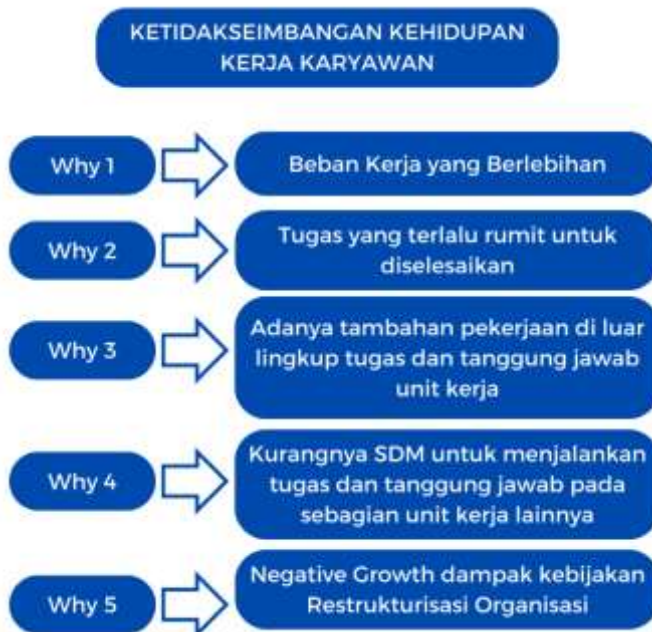 KETIDAKSEIMBANGAN KEHIDUPAN
KERJA KARYAWAN
Why 1
Beban Kerja yang Berlebihan
Why 2
Tugas yang terlalu rumit untuk
diselesaikan
Why 3
Adanya tambahan pekerjaan di luar
lingkup tugas dan tanggung jawab
unit kerja
Why 4
Kurangnya SDM untuk menjalankan
tugas dan tanggung jawab pada
sebagian unit kerja lainnya
Why 5
Negative Growth dampak kebijakan
Restrukturisasi Organisasi